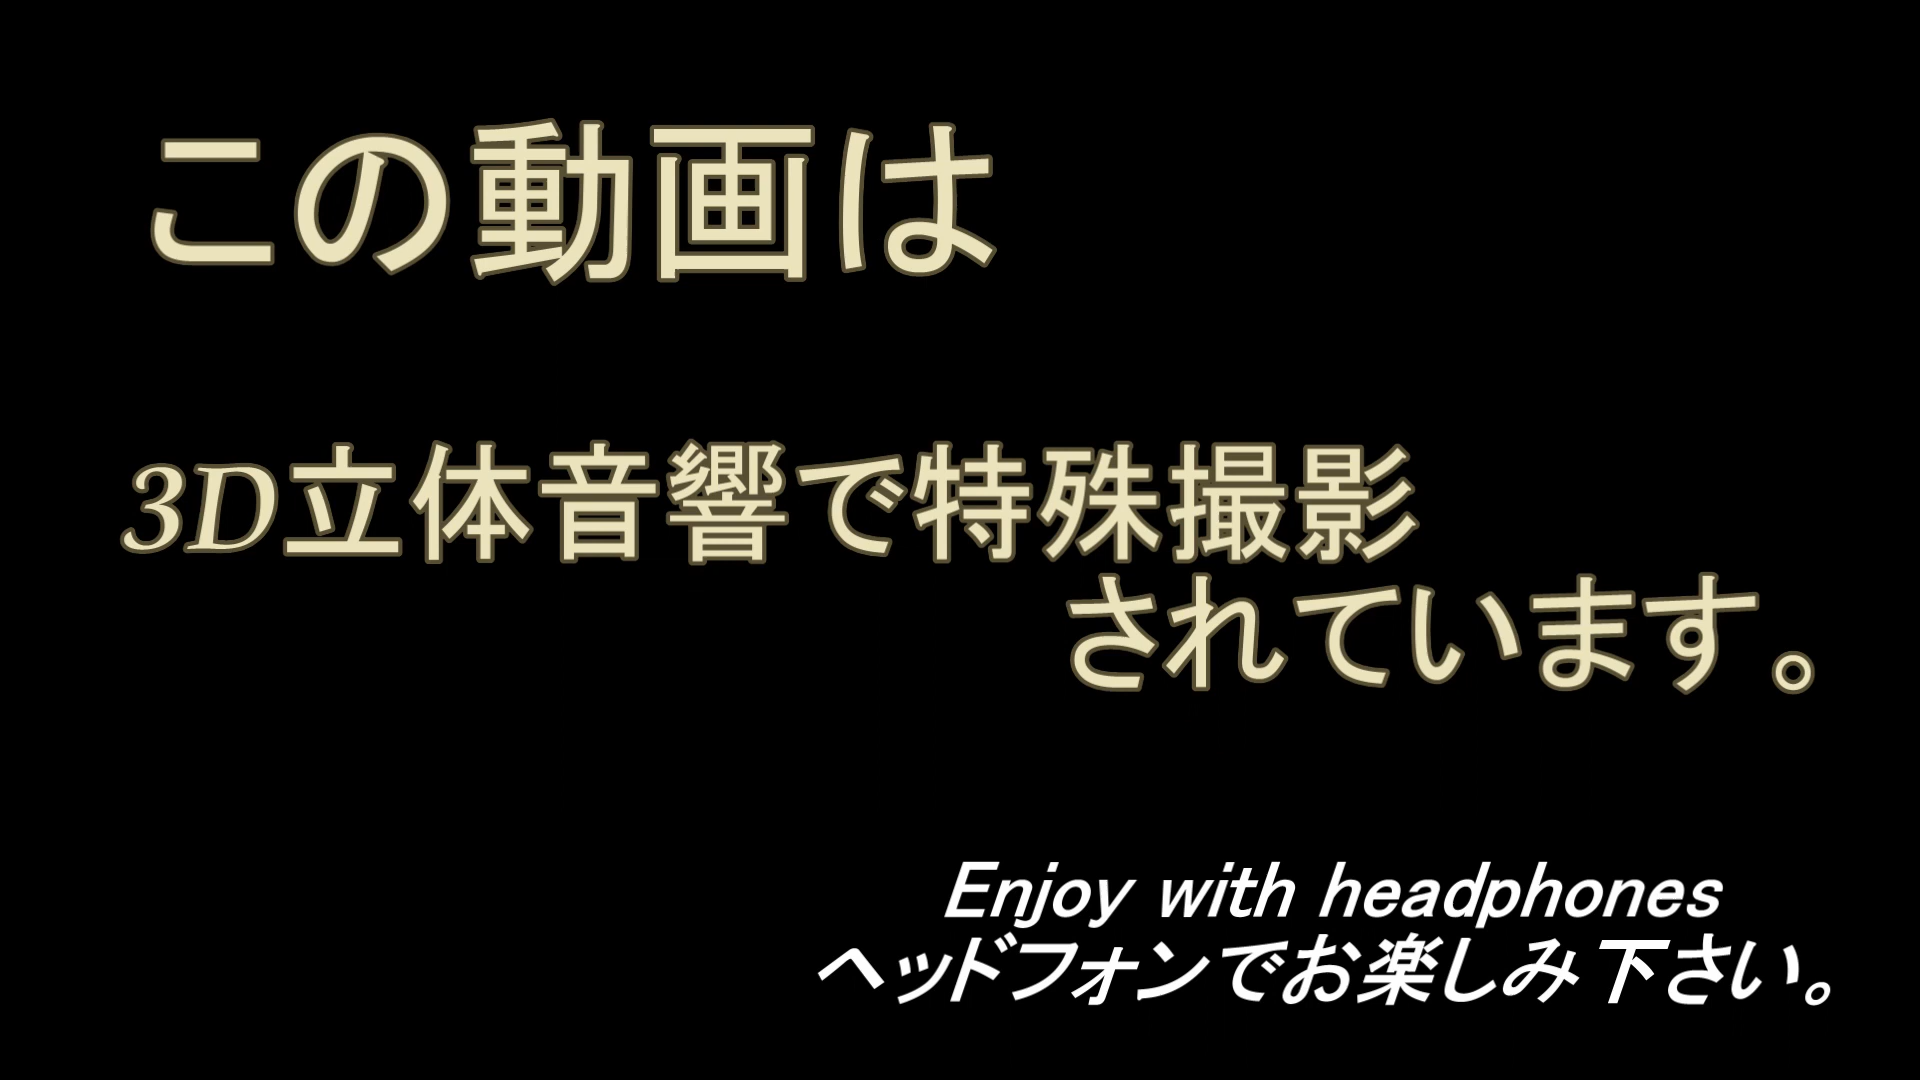 この動画は
3D立体音響で特殊撮影
されています。
Enjoy with headphones
ヘッドフォンでお楽しみ下さい。